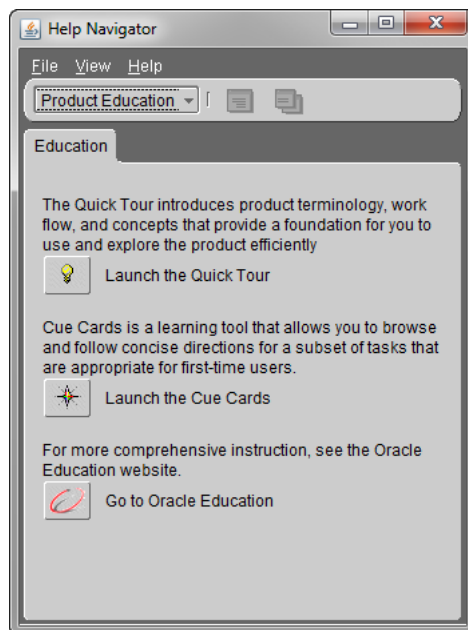 Help Navigator
File View Help
Product Education
Education
The Quick Tour introduces product terminology, work
flow, and concepts that provide a foundation for you to
use and explore the product efficiently
Launch the Quick Tour
Cue Cards is a learning tool that allows you to browse
and follow concise directions for a subset of tasks that
are appropriate for first-time users.
Launch the Cue Cards
For more comprehensive instruction, see the Oracle
Education website.
Go to Oracle Education